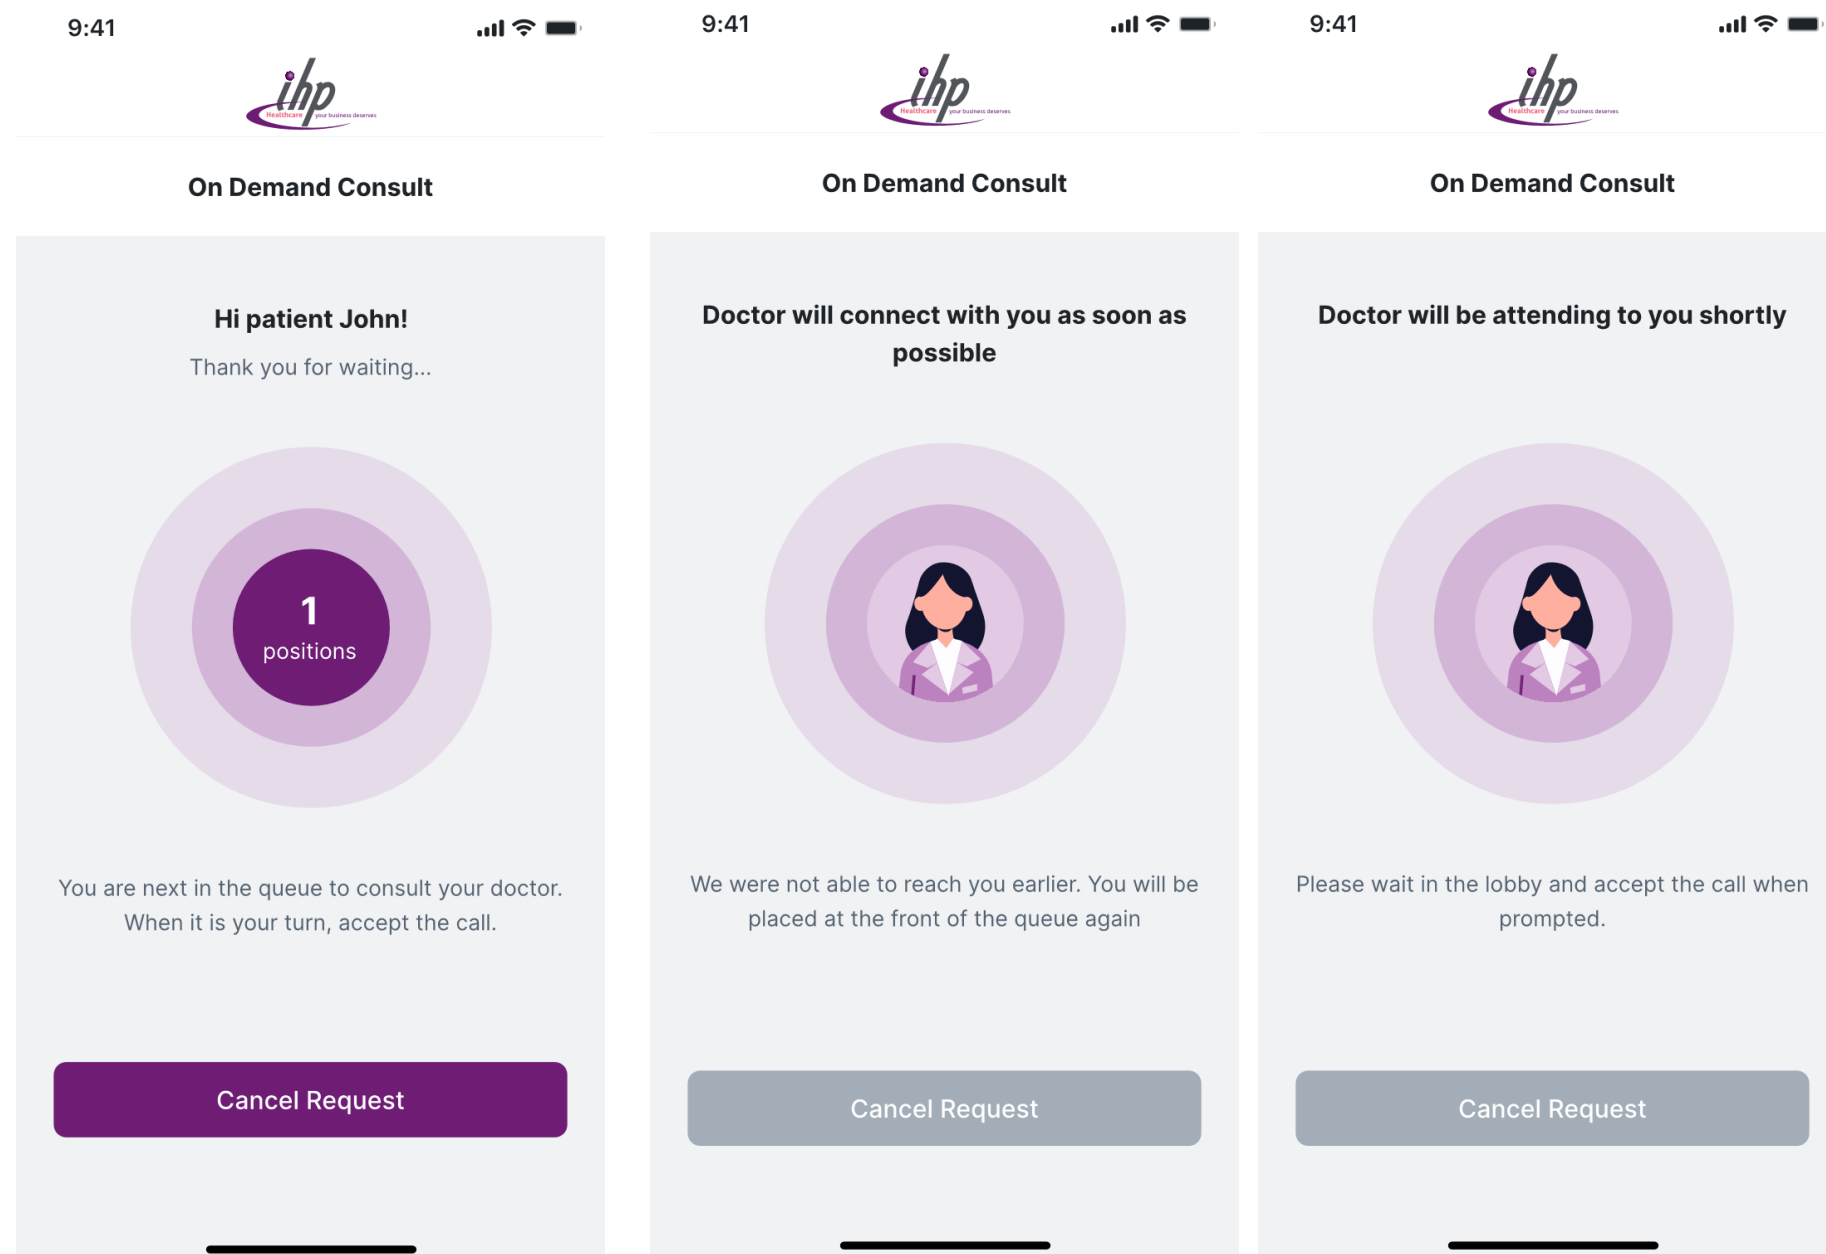 9:41
ihp
Healthcare your business deserves
On Demand Consult
Hi patient John!
Thank you for waiting...
1
positions
You are next in the queue to consult your doctor.
When it is your turn, accept the call.
Cancel Request
9:41
ihp
Healthcare your business deserves
On Demand Consult
Doctor will connect with you as soon as
possible
We were not able to reach you earlier. You will be
placed at the front of the queue again
Cancel Request
9:41
ihp
Healthcare your business deserves
On Demand Consult
Doctor will be attending to you shortly
Please wait in the lobby and accept the call when
prompted.
Cancel Request